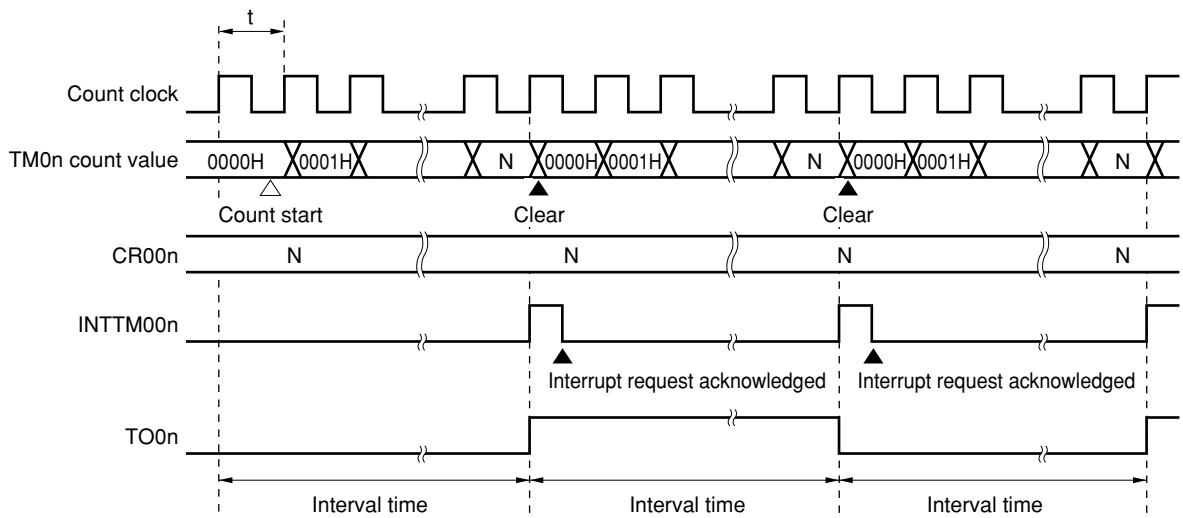 t
Count clock
TM0n count value 0000H 0001H N 0000H 0001H N 0000H 0001H N
Count start Clear Clear
CR00n N N N N
INTTM00n
Interrupt request acknowledged Interrupt request acknowledged
TO0n
Interval time Interval time Interval time